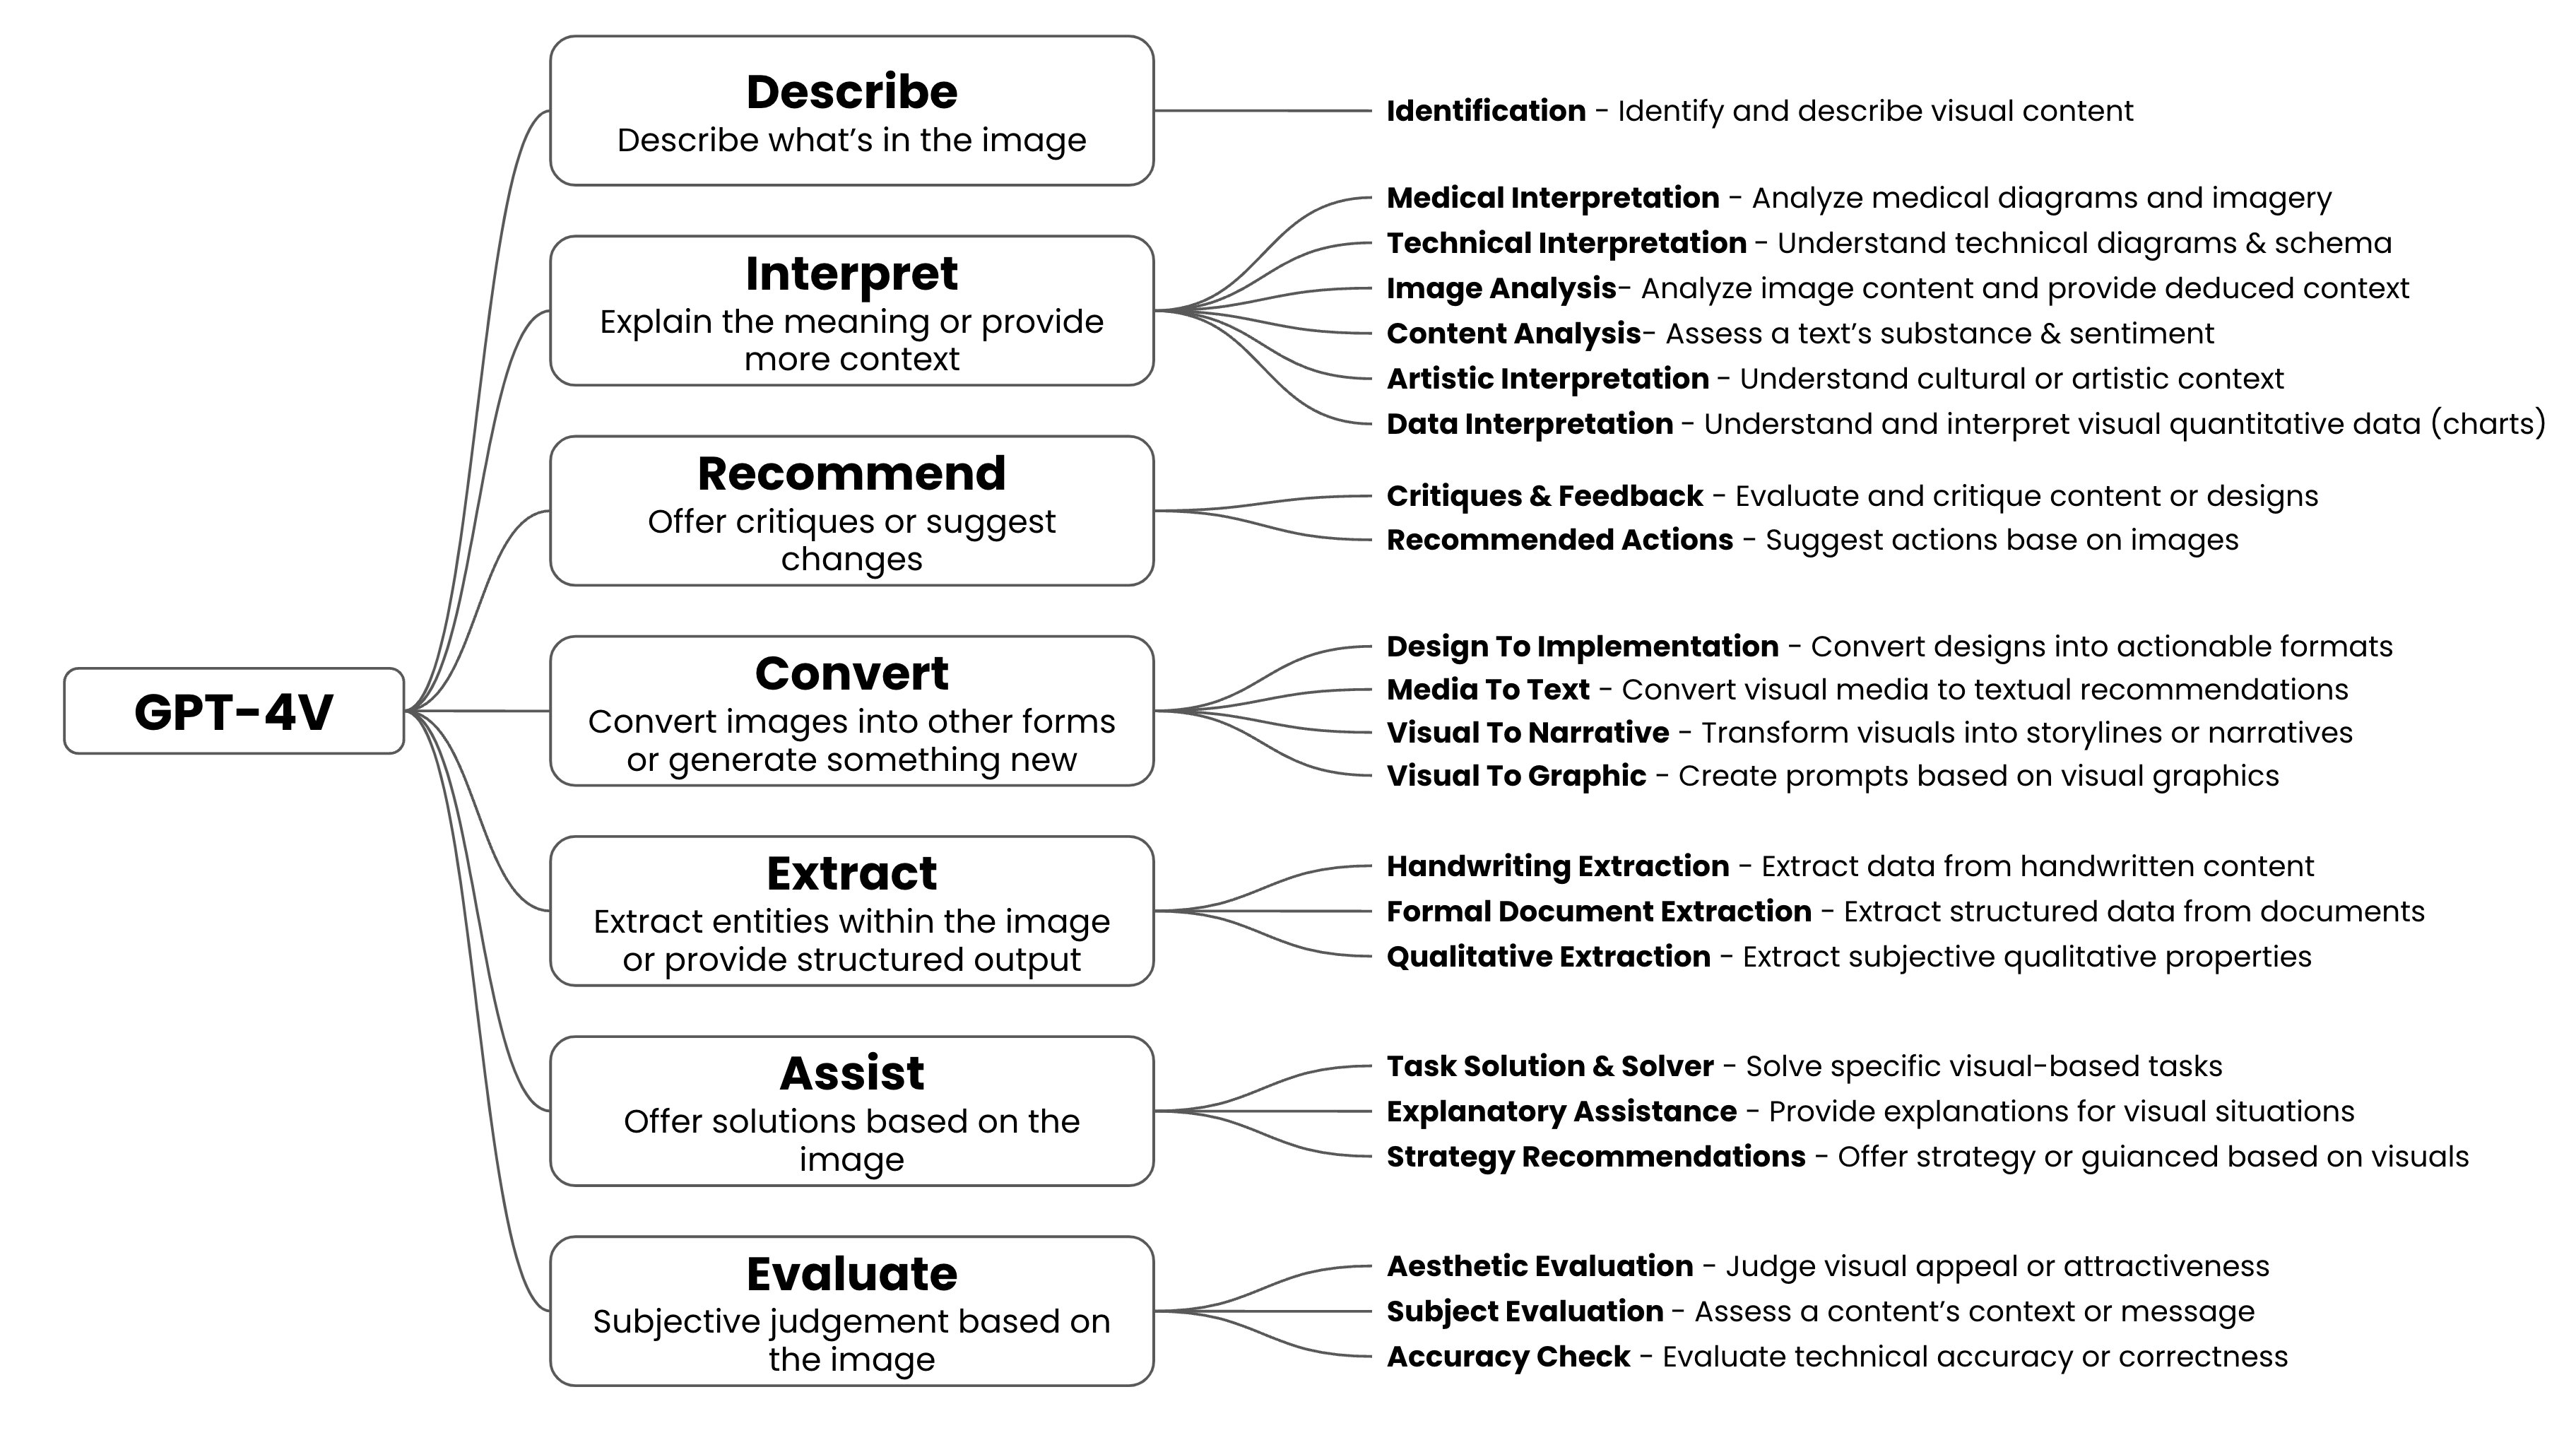 GPT-4V
Describe
Describe what’s in the image
Identification - Identify and describe visual content
Interpret
Explain the meaning or provide
more context
Medical Interpretation - Analyze medical diagrams and imagery
Technical Interpretation - Understand technical diagrams & schema
Image Analysis- Analyze image content and provide deduced context
Content Analysis- Assess a text’s substance & sentiment
Artistic Interpretation - Understand cultural or artistic context
Data Interpretation - Understand and interpret visual quantitative data (charts)
Recommend
Offer critiques or suggest
changes
Critiques & Feedback - Evaluate and critique content or designs
Recommended Actions - Suggest actions base on images
Convert
Convert images into other forms
or generate something new
Design To Implementation - Convert designs into actionable formats
Media To Text - Convert visual media to textual recommendations
Visual To Narrative - Transform visuals into storylines or narratives
Visual To Graphic - Create prompts based on visual graphics
Extract
Extract entities within the image
or provide structured output
Handwriting Extraction - Extract data from handwritten content
Formal Document Extraction - Extract structured data from documents
Qualitative Extraction - Extract subjective qualitative properties
Assist
Offer solutions based on the
image
Task Solution & Solver - Solve specific visual-based tasks
Explanatory Assistance - Provide explanations for visual situations
Strategy Recommendations - Offer strategy or guianced based on visuals
Evaluate
Subjective judgement based on
the image
Aesthetic Evaluation - Judge visual appeal or attractiveness
Subject Evaluation - Assess a content’s context or message
Accuracy Check - Evaluate technical accuracy or correctness